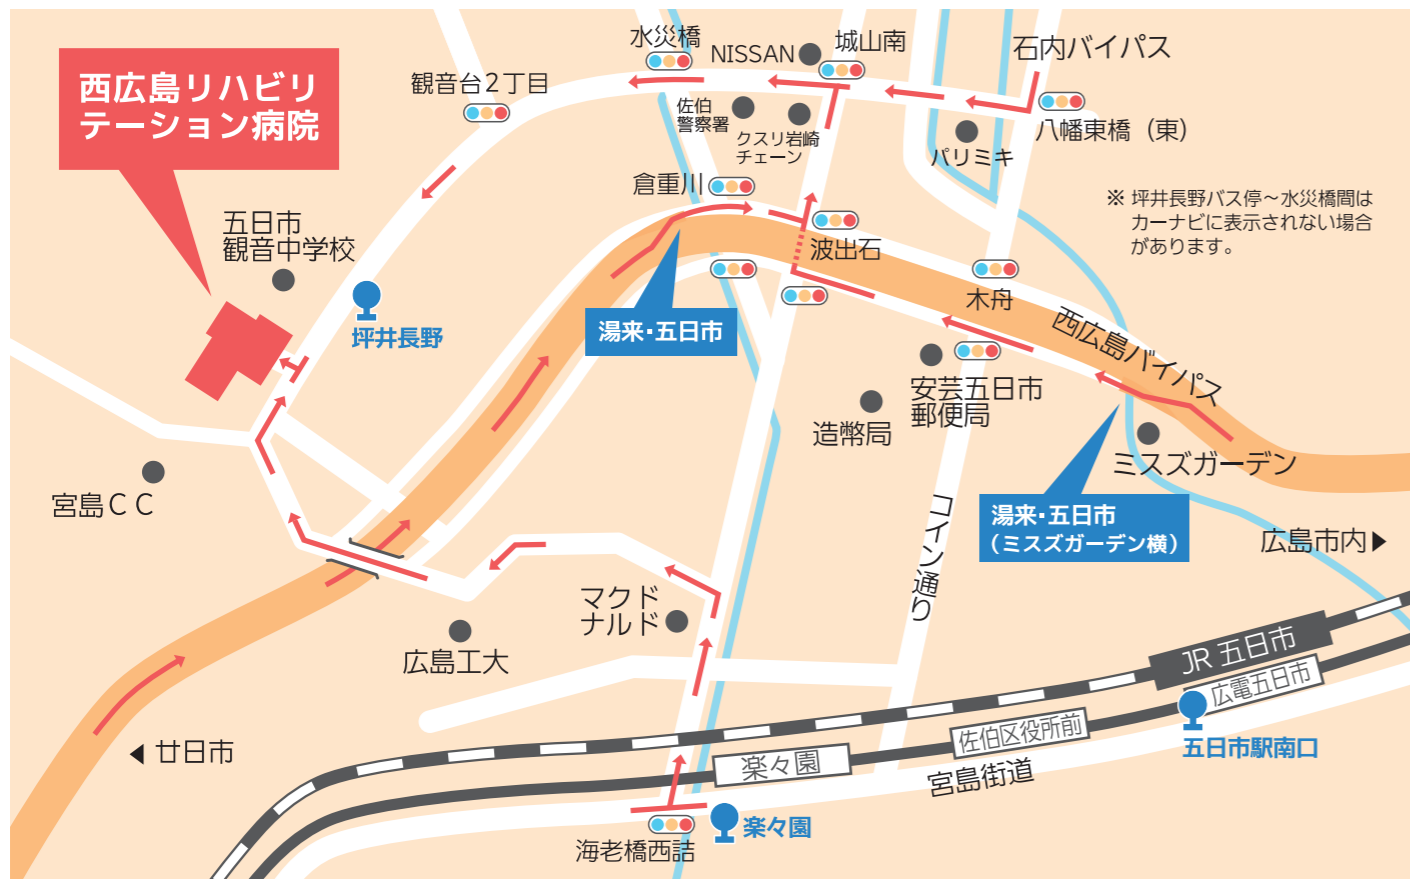 西広島リハビリ
テーション病院
水災橋
NISSAN
城山南
石内バイパス
観音台2丁目
佐伯
警察署
クスリ岩崎
チェーン
パリミキ
八幡東橋（東）
倉重川
※ 坪井長野バス停～水災橋間は
カーナビに表示されない場合
があります。
五日市
観音中学校
波出石
木舟
坪井長野
湯来・五日市
西広島バイパス
安芸五日市
郵便局
造幣局
ミスズガーデン
宮島CC
湯来・五日市
（ミスズガーデン横）
コイン通り
広島市内▶
マクド
ナルド
広島工大
JR 五日市
広電五日市
◀ 廿日市
佐伯区役所前
五日市駅南口
楽々園
宮島街道
楽々園
海老橋西詰